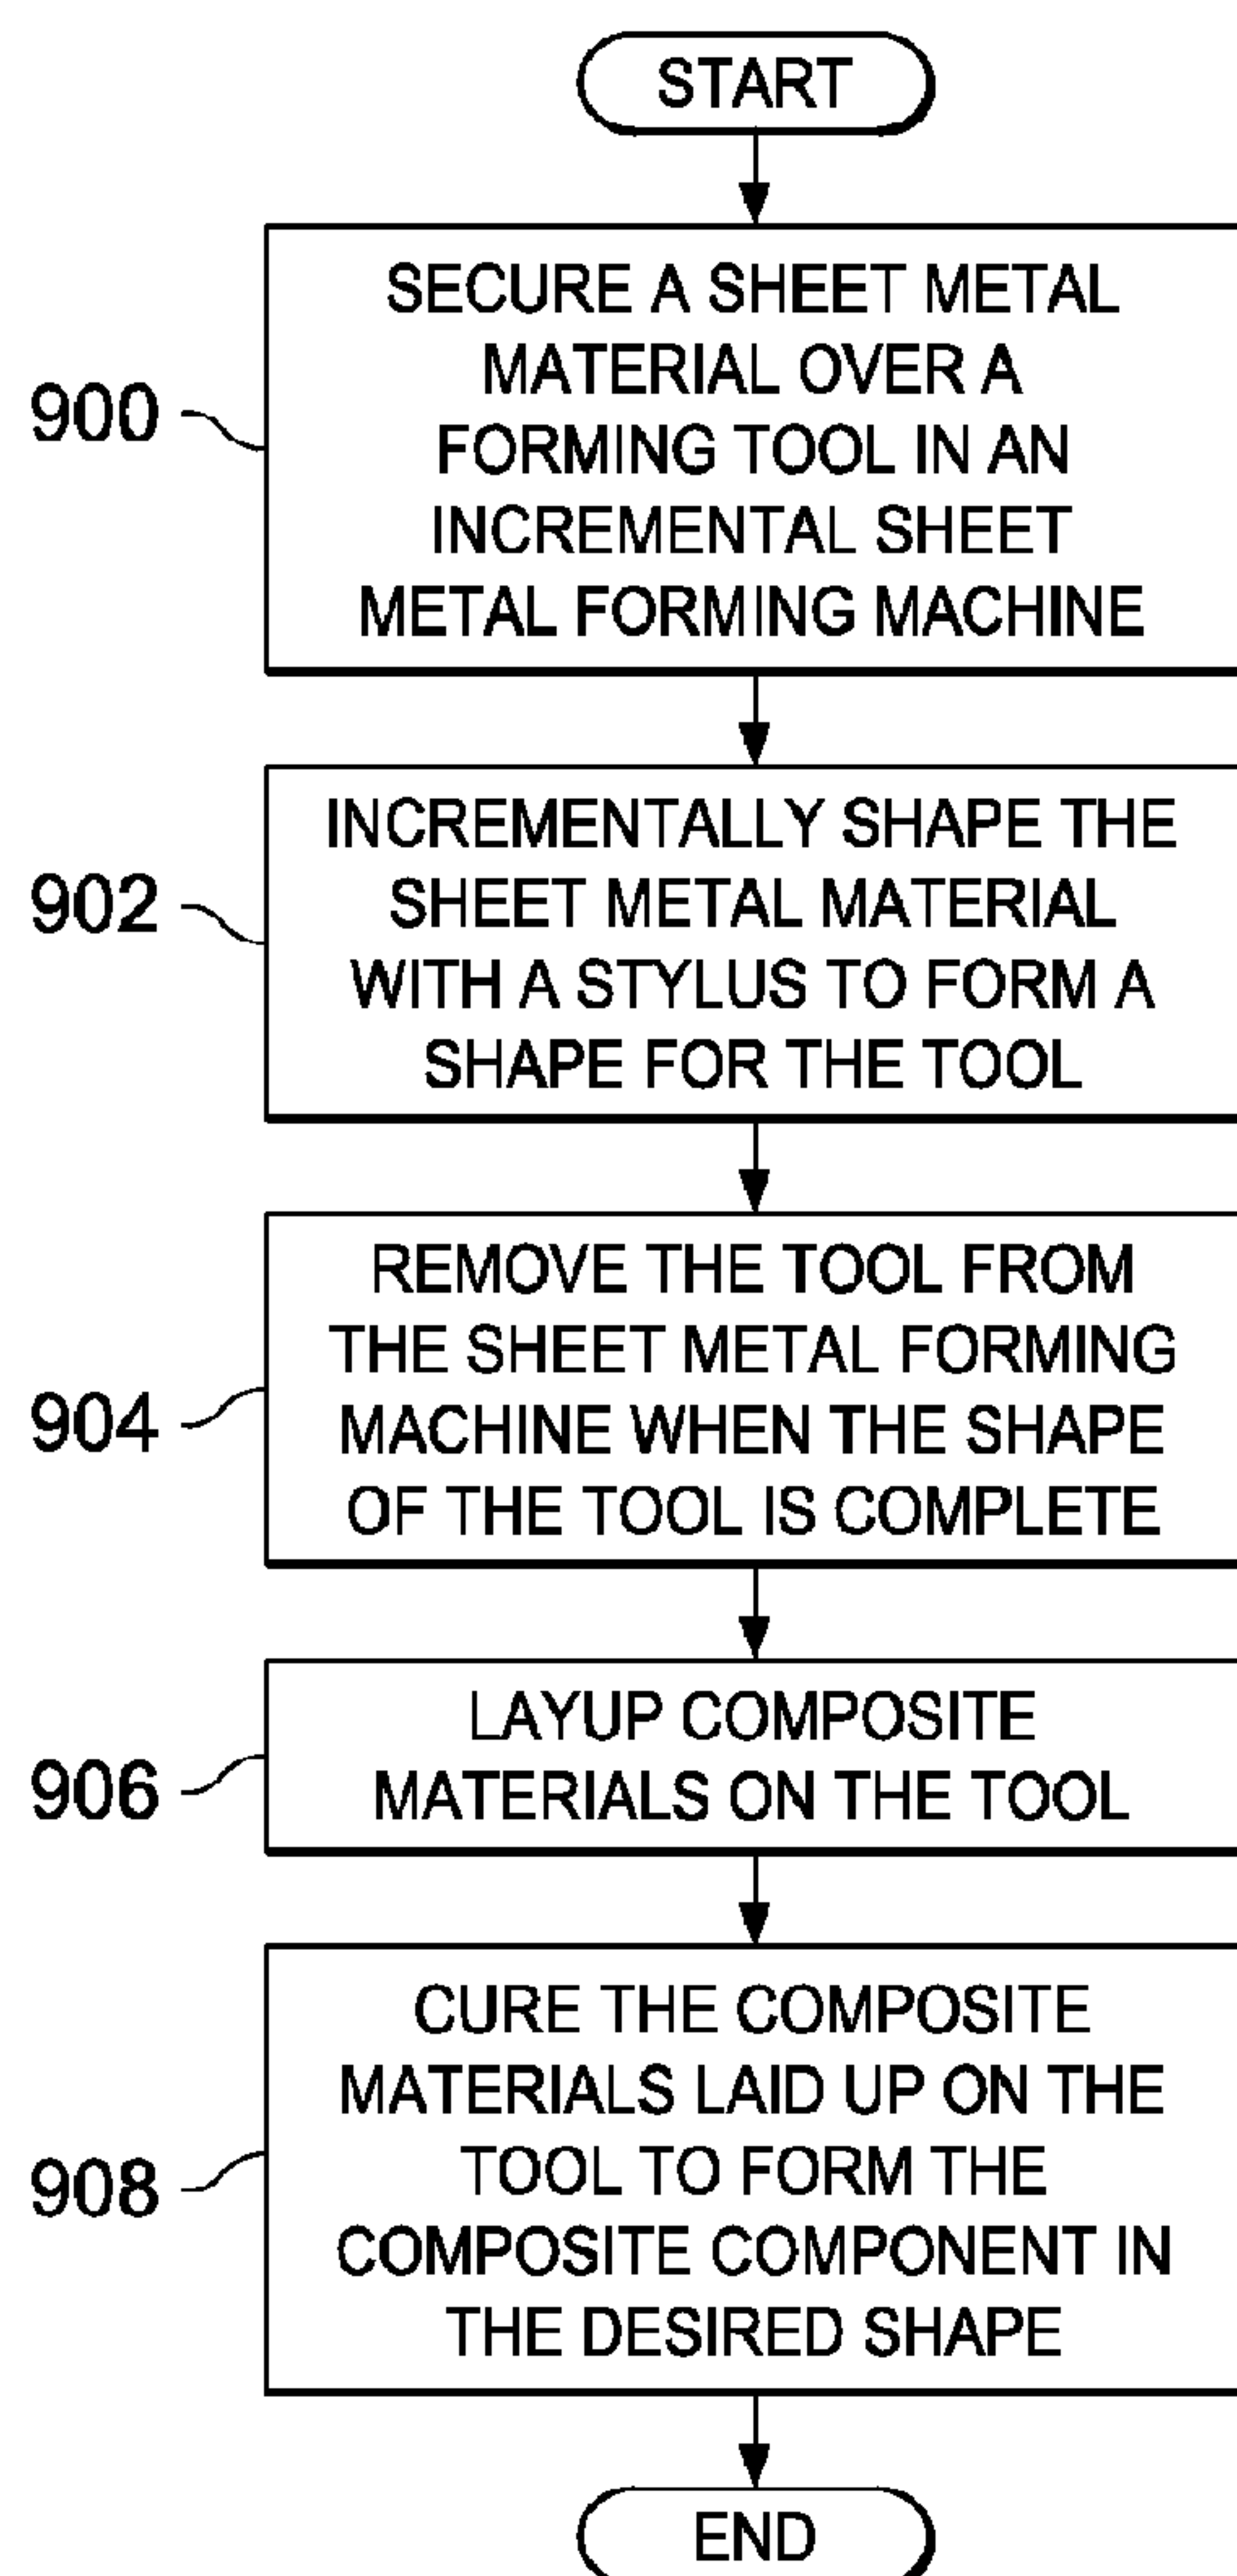 START
900
SECURE A SHEET METAL
MATERIAL OVER A
FORMING TOOL IN AN
INCREMENTAL SHEET
METAL FORMING MACHINE
902
INCREMENTALLY SHAPE THE
SHEET METAL MATERIAL
WITH A STYLUS TO FORM A
SHAPE FOR THE TOOL
904
REMOVE THE TOOL FROM
THE SHEET METAL FORMING
MACHINE WHEN THE SHAPE
OF THE TOOL IS COMPLETE
906
LAYUP COMPOSITE
MATERIALS ON THE TOOL
908
CURE THE COMPOSITE
MATERIALS LAID UP ON THE
TOOL TO FORM THE
COMPOSITE COMPONENT IN
THE DESIRED SHAPE
END